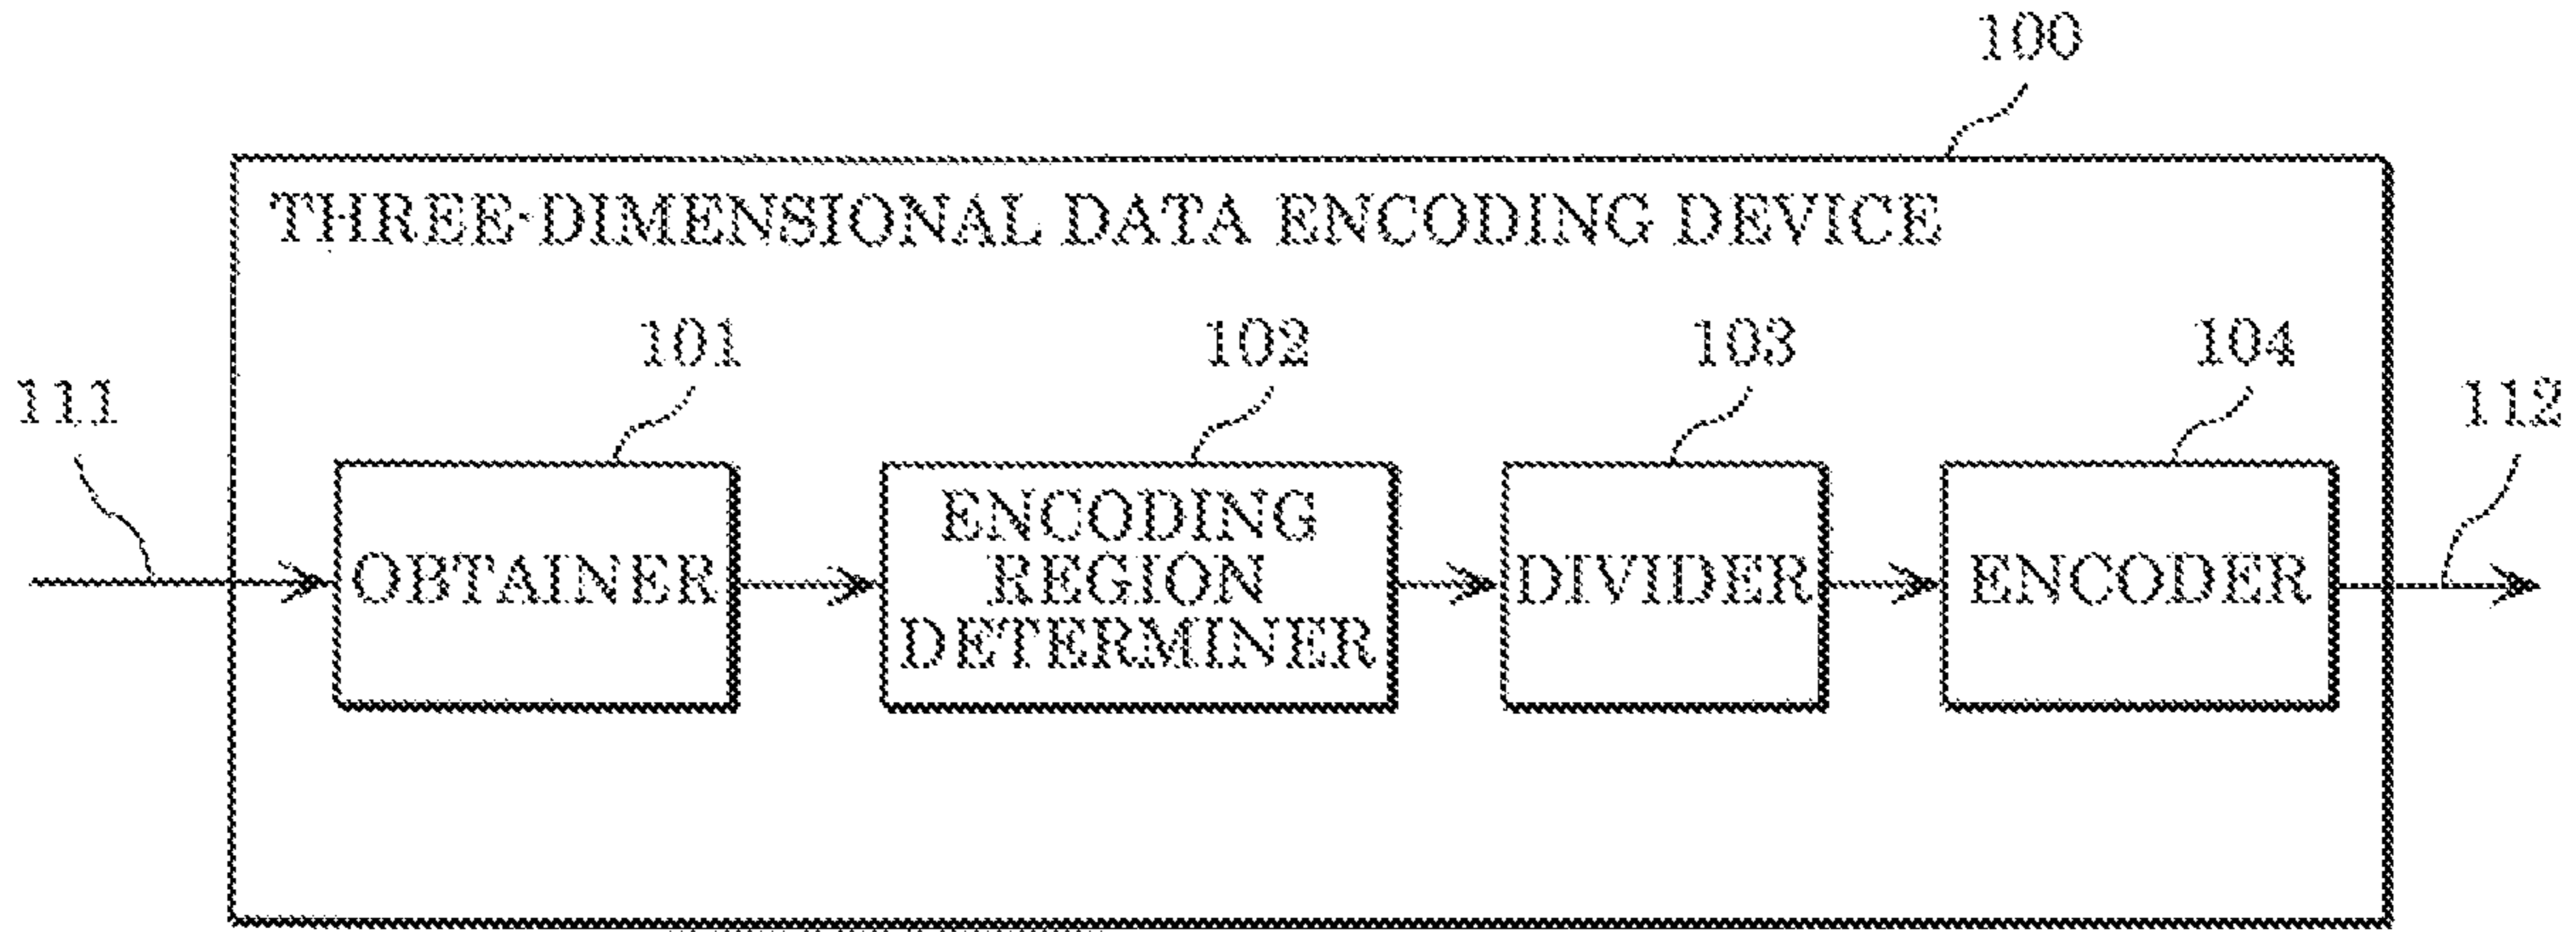 100
THREE-DIMENSIONAL DATA ENCODING DEVICE
101
102
103
104
111
112
OBTAINER
ENCODING
REGION
DETERMINER
DIVIDER
ENCODER